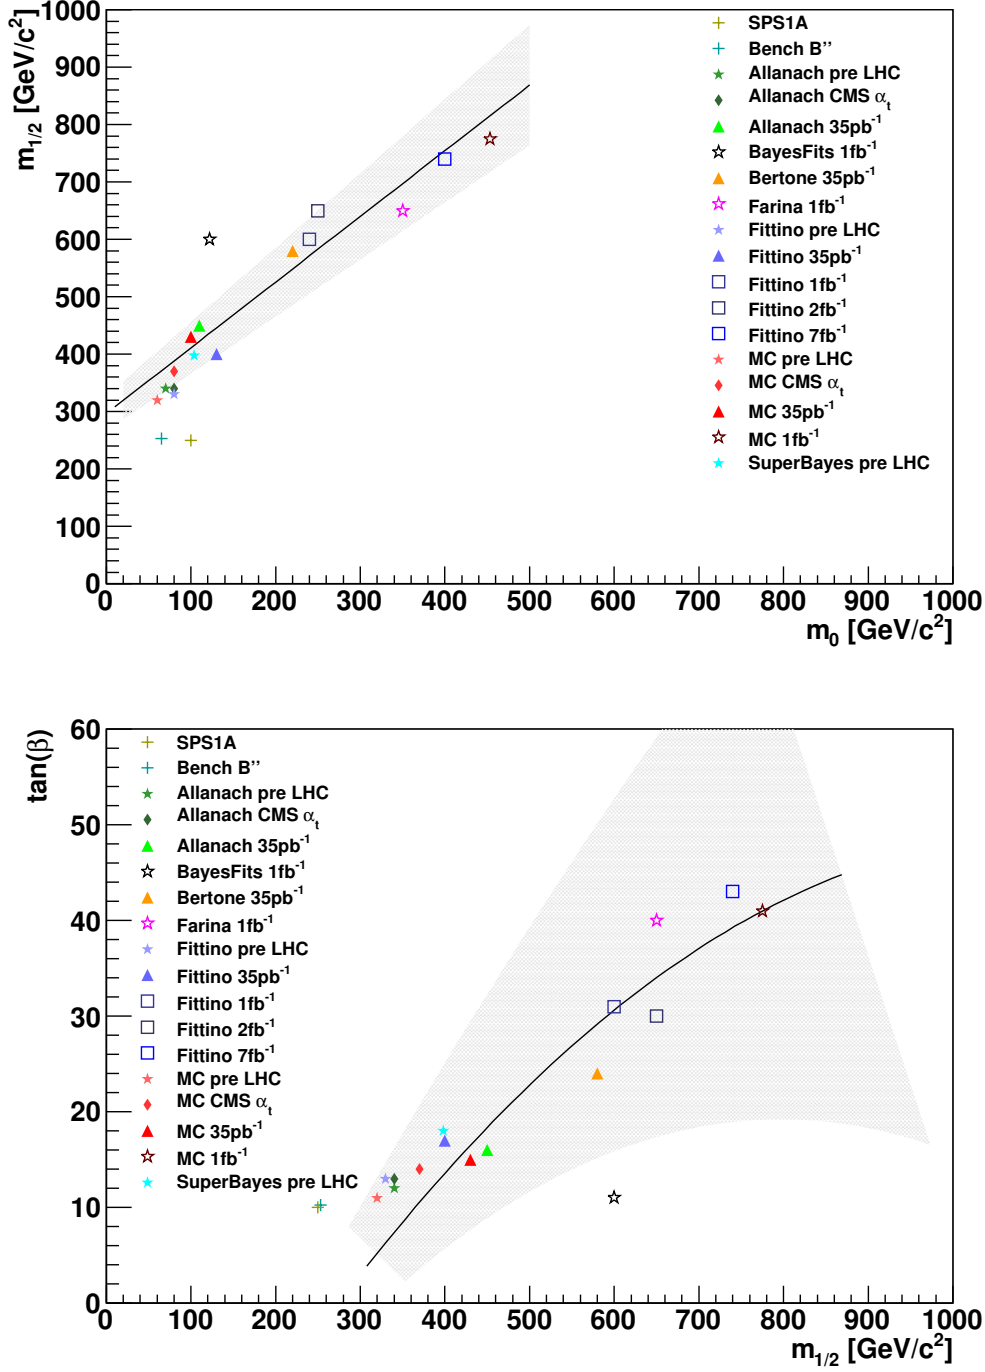 m1/2 [GeV/c²]
1000
900
800
700
600
500
400
300
200
100
0
SPS1A
Bench B’’
Allanach pre LHC
Allanach CMS αt
Allanach 35pb⁻¹
BayesFits 1fb⁻¹
Bertone 35pb⁻¹
Farina 1fb⁻¹
Fittino pre LHC
Fittino 35pb⁻¹
Fittino 1fb⁻¹
Fittino 2fb⁻¹
Fittino 7fb⁻¹
MC pre LHC
MC CMS αt
MC 35pb⁻¹
MC 1fb⁻¹
SuperBayes pre LHC
0 100 200 300 400 500 600 700 800 900 1000
m0 [GeV/c²]
tan(β)
60
50
40
30
20
10
0
SPS1A
Bench B’’
Allanach pre LHC
Allanach CMS αt
Allanach 35pb⁻¹
BayesFits 1fb⁻¹
Bertone 35pb⁻¹
Farina 1fb⁻¹
Fittino pre LHC
Fittino 35pb⁻¹
Fittino 1fb⁻¹
Fittino 2fb⁻¹
Fittino 7fb⁻¹
MC pre LHC
MC CMS αt
MC 35pb⁻¹
MC 1fb⁻¹
SuperBayes pre LHC
0 100 200 300 400 500 600 700 800 900 1000
m1/2 [GeV/c²]